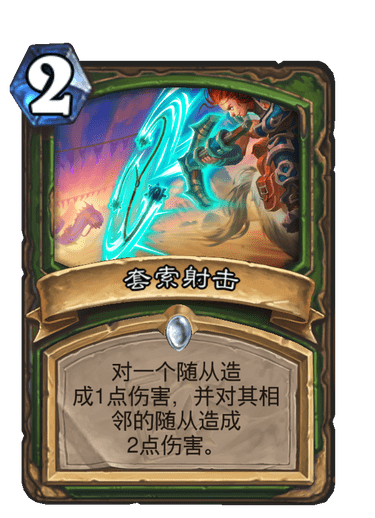 2
套索射击
对一个随从造
成1点伤害，并对其相
邻的随从造成
2点伤害。